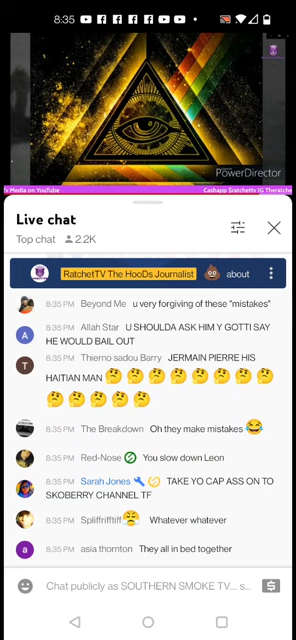 8:35
PowerDirector
Tv Media on YouTube Cashapp $ratchettv IG Theratche
Live chat
Top chat 2.2K
RatchetTV The HooDs Journalist 💩 about
8:35 PM Beyond Me u very forgiving of these "mistakes"
A 8:35 PM Allah Star U SHOULDA ASK HIM Y GOTTI SAY
HE WOULD BAIL OUT
T 8:35 PM Thierno sadou Barry JERMAIN PIERRE HIS
HAITIAN MAN 🤔🤔🤔🤔🤔🤔🤔🤔
🤔🤔🤔🤔🤔
8:35 PM The Breakdown Oh they make mistakes 😂
8:35 PM Red-Nose You slow down Leon
8:35 PM Sarah Jones 🔧 TAKE YO CAP ASS ON TO
SKOBERRY CHANNEL TF
8:35 PM Spliffrifftiff😤 Whatever whatever
a 8:35 PM asia thornton They all in bed together
Chat publicly as SOUTHERN SMOKE TV.... s...